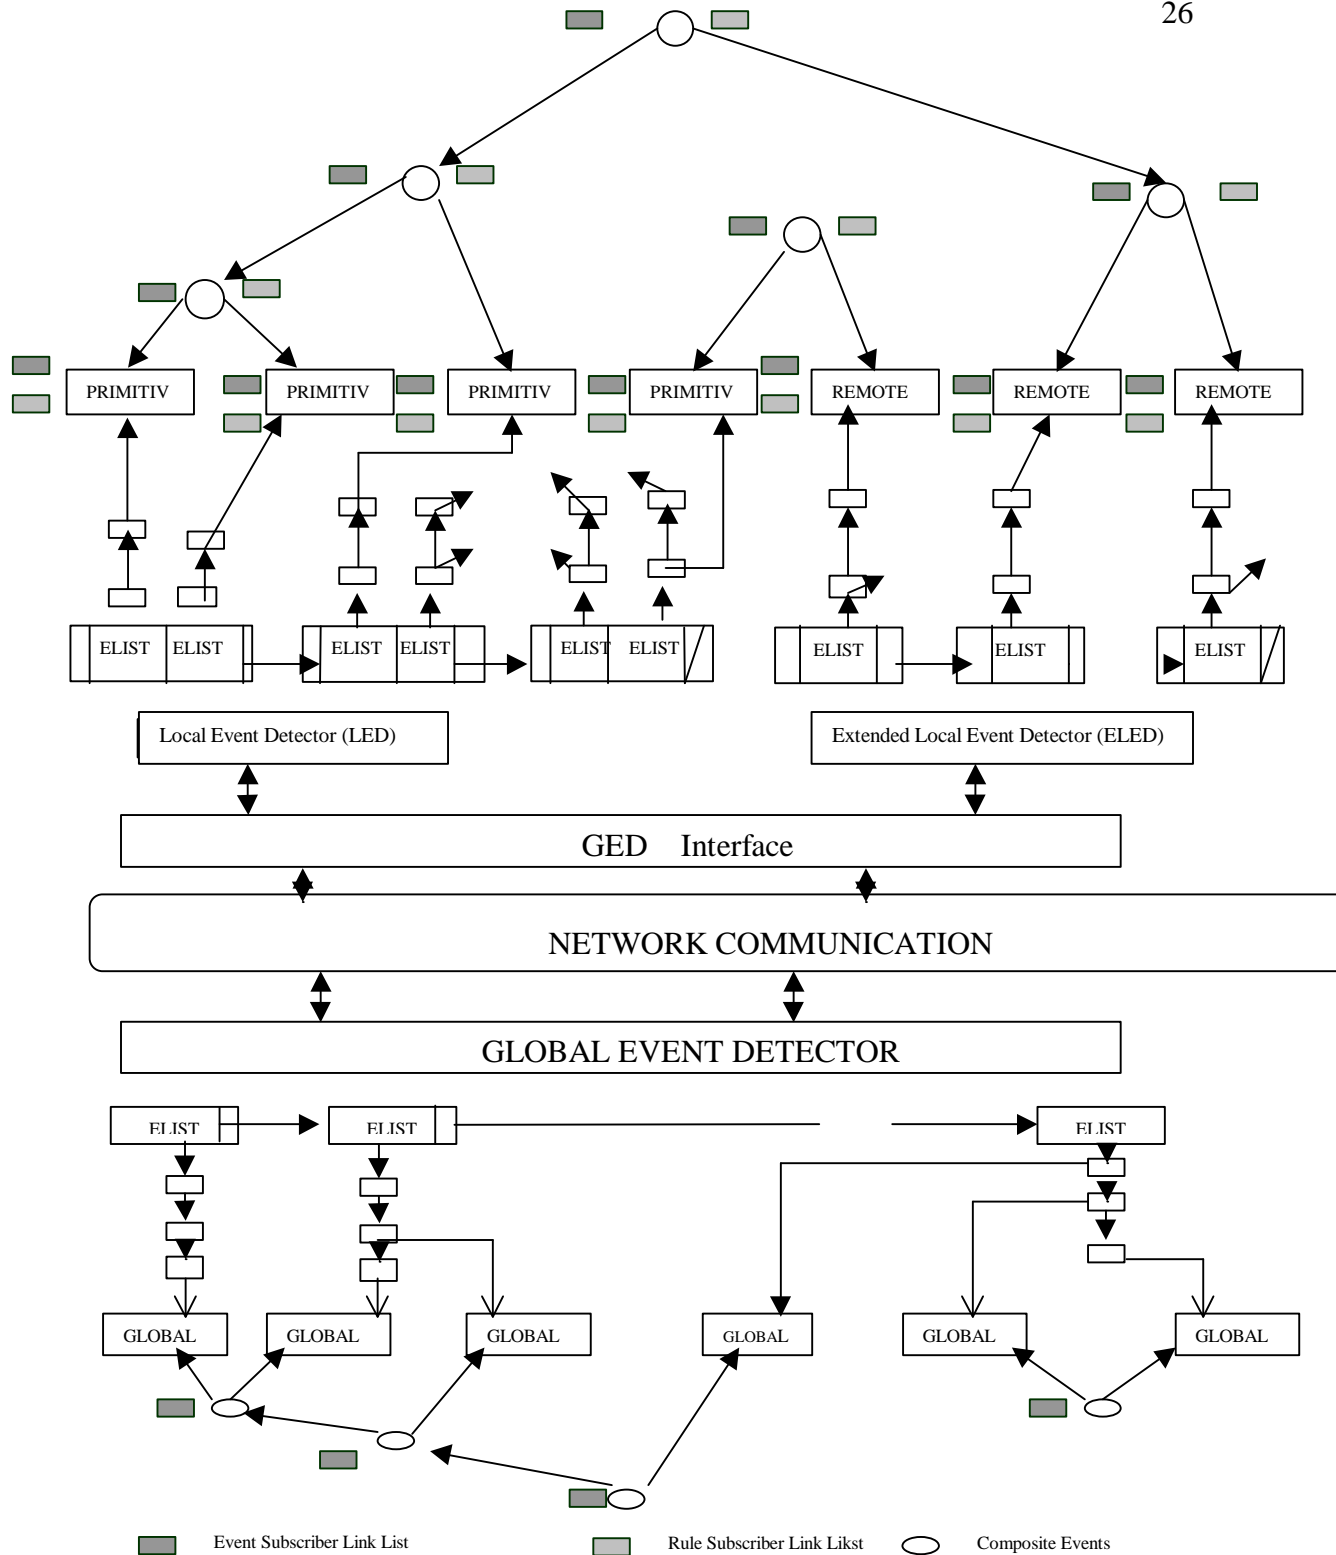 26
PRIMITIV PRIMITIV PRIMITIV PRIMITIV REMOTE REMOTE REMOTE
ELIST ELIST ELIST ELIST ELIST ELIST ELIST ELIST ELIST
Local Event Detector (LED) Extended Local Event Detector (ELED)
GED Interface
NETWORK COMMUNICATION
GLOBAL EVENT DETECTOR
ELIST ELIST ELIST
GLOBAL GLOBAL GLOBAL GLOBAL GLOBAL GLOBAL
Event Subscriber Link List Rule Subscriber Link Likst Composite Events